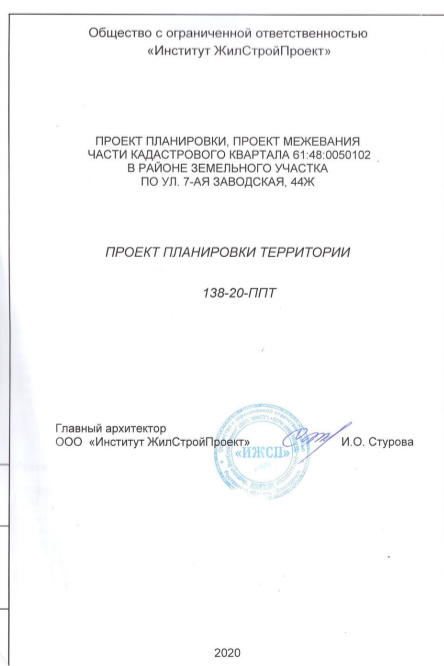 Общество с ограниченной ответственностью
«Институт ЖилСтройПроект»
ПРОЕКТ ПЛАНИРОВКИ, ПРОЕКТ МЕЖЕВАНИЯ
ЧАСТИ КАДАСТРОВОГО КВАРТАЛА 61:48:0050102
В РАЙОНЕ ЗЕМЕЛЬНОГО УЧАСТКА
ПО УЛ. 7-АЯ ЗАВОДСКАЯ, 44Ж
ПРОЕКТ ПЛАНИРОВКИ ТЕРРИТОРИИ
138-20-ППТ
Главный архитектор
ООО «Институт ЖилСтройПроект»
И.О. Стурова
«ИЖСП»
2020